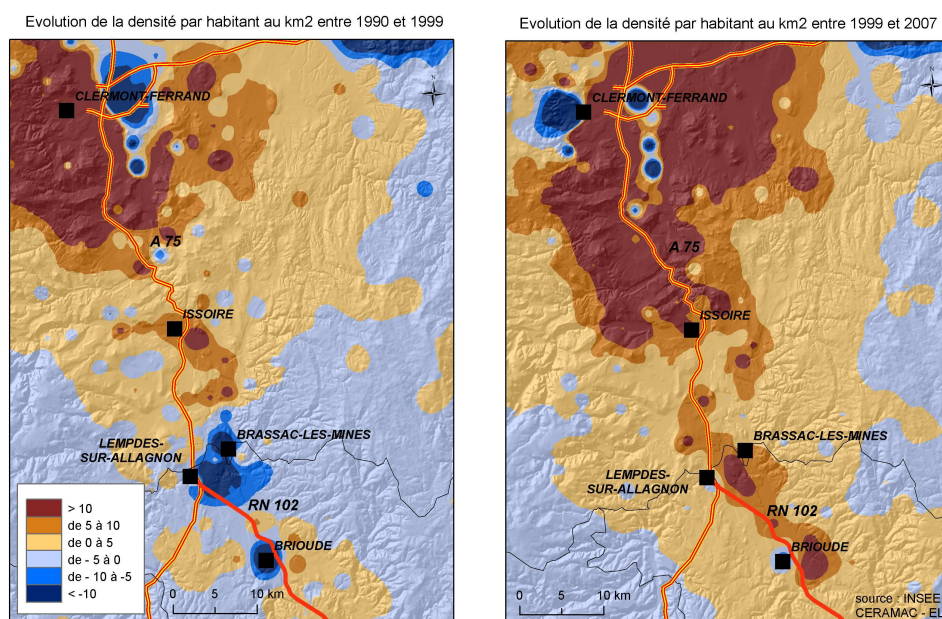 Evolution de la densité par habitant au km2 entre 1990 et 1999
N
CLERMONT-FERRAND
A 75
ISSOIRE
BRASSAC-LES-MINES
LEMPDES-
SUR-ALLAGNON
RN 102
BRIOUDE
> 10
de 5 à 10
de 0 à 5
de - 5 à 0
de - 10 à -5
< -10
0 5 10 km
Evolution de la densité par habitant au km2 entre 1999 et 2007
N
CLERMONT-FERRAND
A 75
ISSOIRE
BRASSAC-LES-MINES
LEMPDES-
SUR-ALLAGNON
RN 102
BRIOUDE
0 5 10 km
source : INSEE
CERAMAC - EL